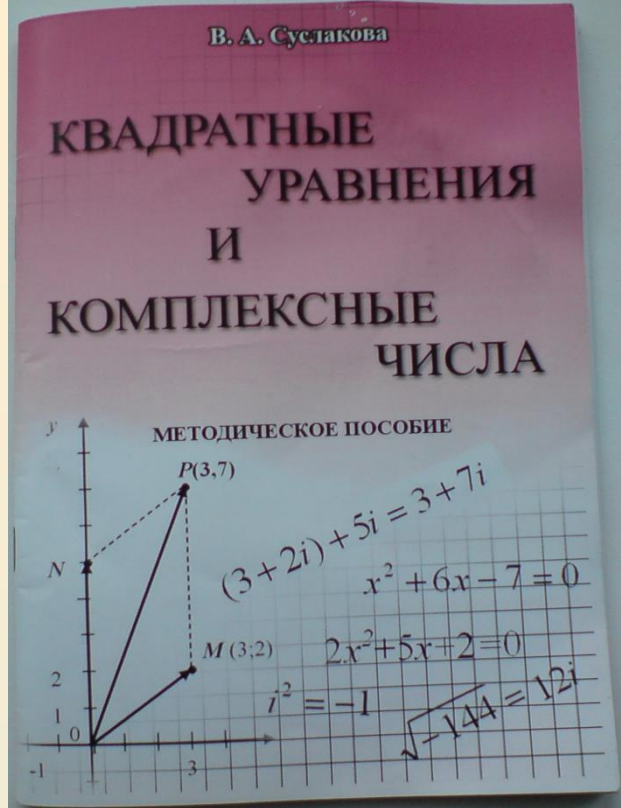 В. А. Суслакова
КВАДРАТНЫЕ
УРАВНЕНИЯ
И
КОМПЛЕКСНЫЕ
ЧИСЛА
МЕТОДИЧЕСКОЕ ПОСОБИЕ
y
P(3,7)
(3+2i)+5i=3+7i
N
x²+6x-7=0
M (3;2)
2x²+5x+2=0
2
i²=-1
√-144=12i
1
0
-1
3